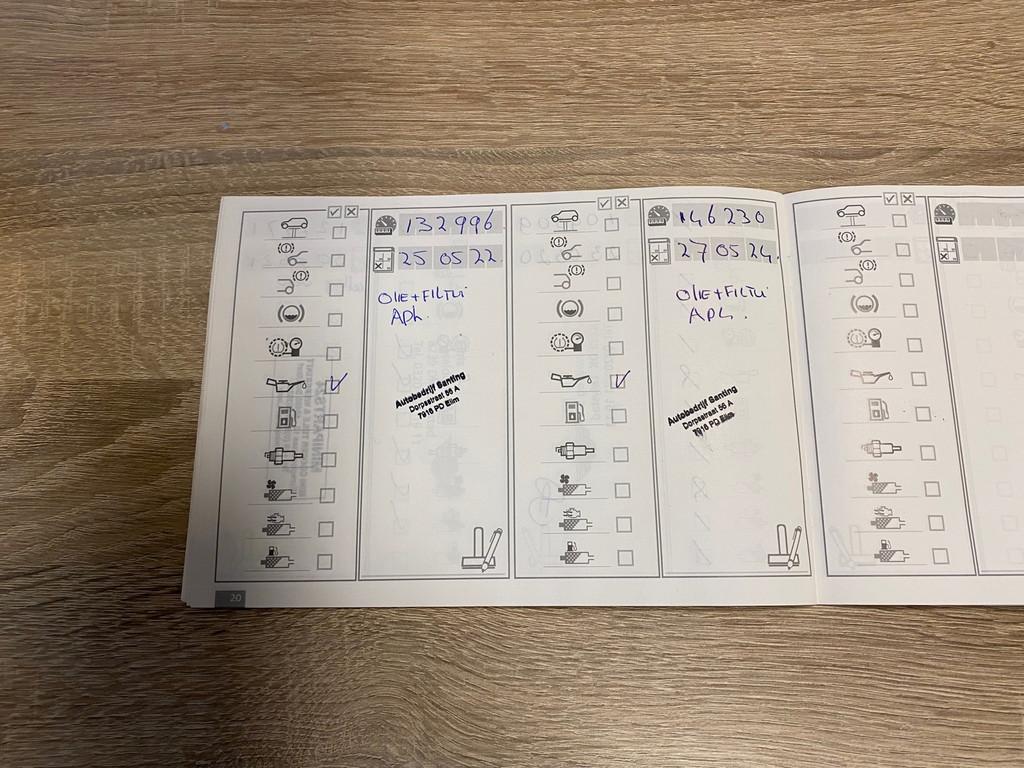 132996
25 05 22
OLIE+FILTER
APK.
Autobedrijf Santing
Dorpsstraat 56 A
7916 PD Elim
146230
27 05 24
OLIE+FILTER
APK.
Autobedrijf Santing
Dorpsstraat 56 A
7916 PD Elim
20